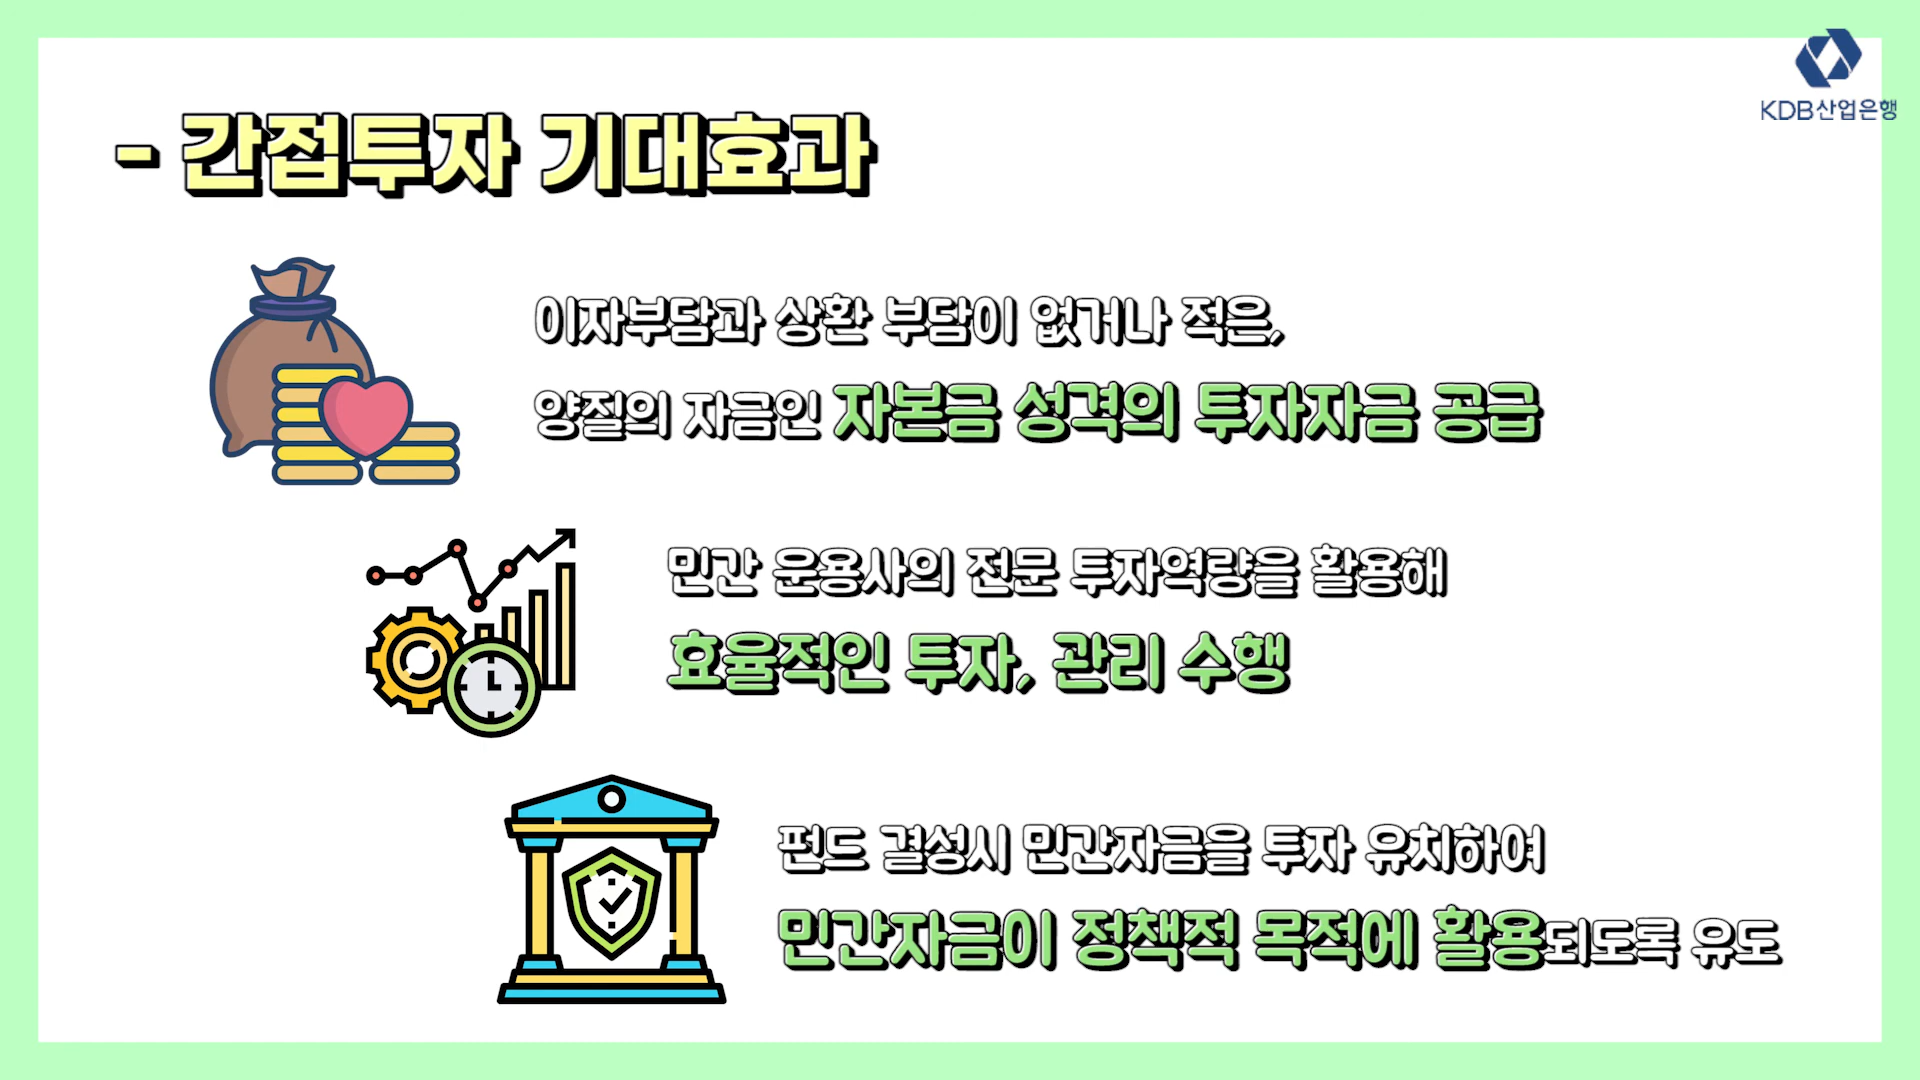 KDB산업은행
- 간접투자 기대효과
이자부담과 상환 부담이 없거나 적은,
양질의 자금인 자본금 성격의 투자자금 공급
민간 운용사의 전문 투자역량을 활용해
효율적인 투자, 관리 수행
펀드 결성시 민간자금을 투자 유치하여
민간자금이 정책적 목적에 활용되도록 유도